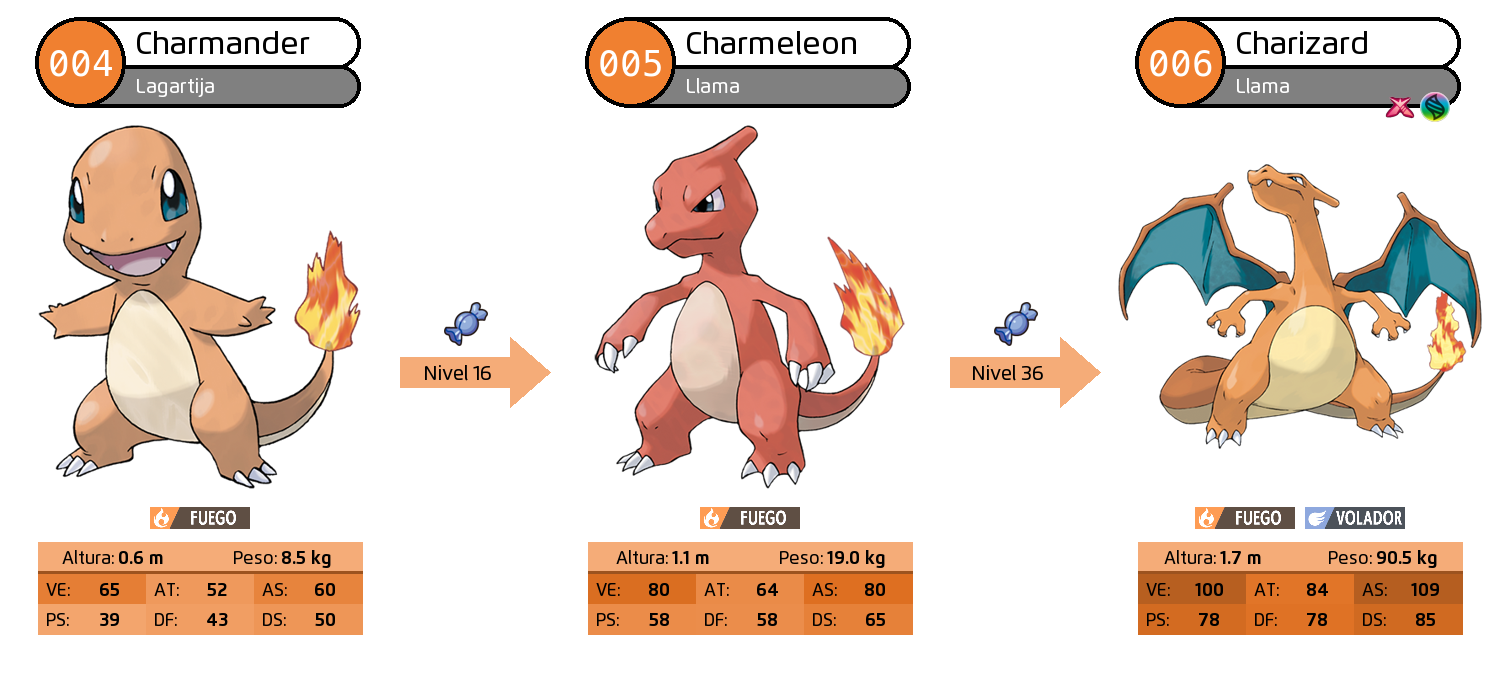 004
Charmander
Lagartija
005
Charmeleon
Llama
006
Charizard
Llama
Nivel 16
Nivel 36
FUEGO
FUEGO
FUEGO VOLADOR
Altura: 0.6 m Peso: 8.5 kg
VE: 65 AT: 52 AS: 60
PS: 39 DF: 43 DS: 50
Altura: 1.1 m Peso: 19.0 kg
VE: 80 AT: 64 AS: 80
PS: 58 DF: 58 DS: 65
Altura: 1.7 m Peso: 90.5 kg
VE: 100 AT: 84 AS: 109
PS: 78 DF: 78 DS: 85